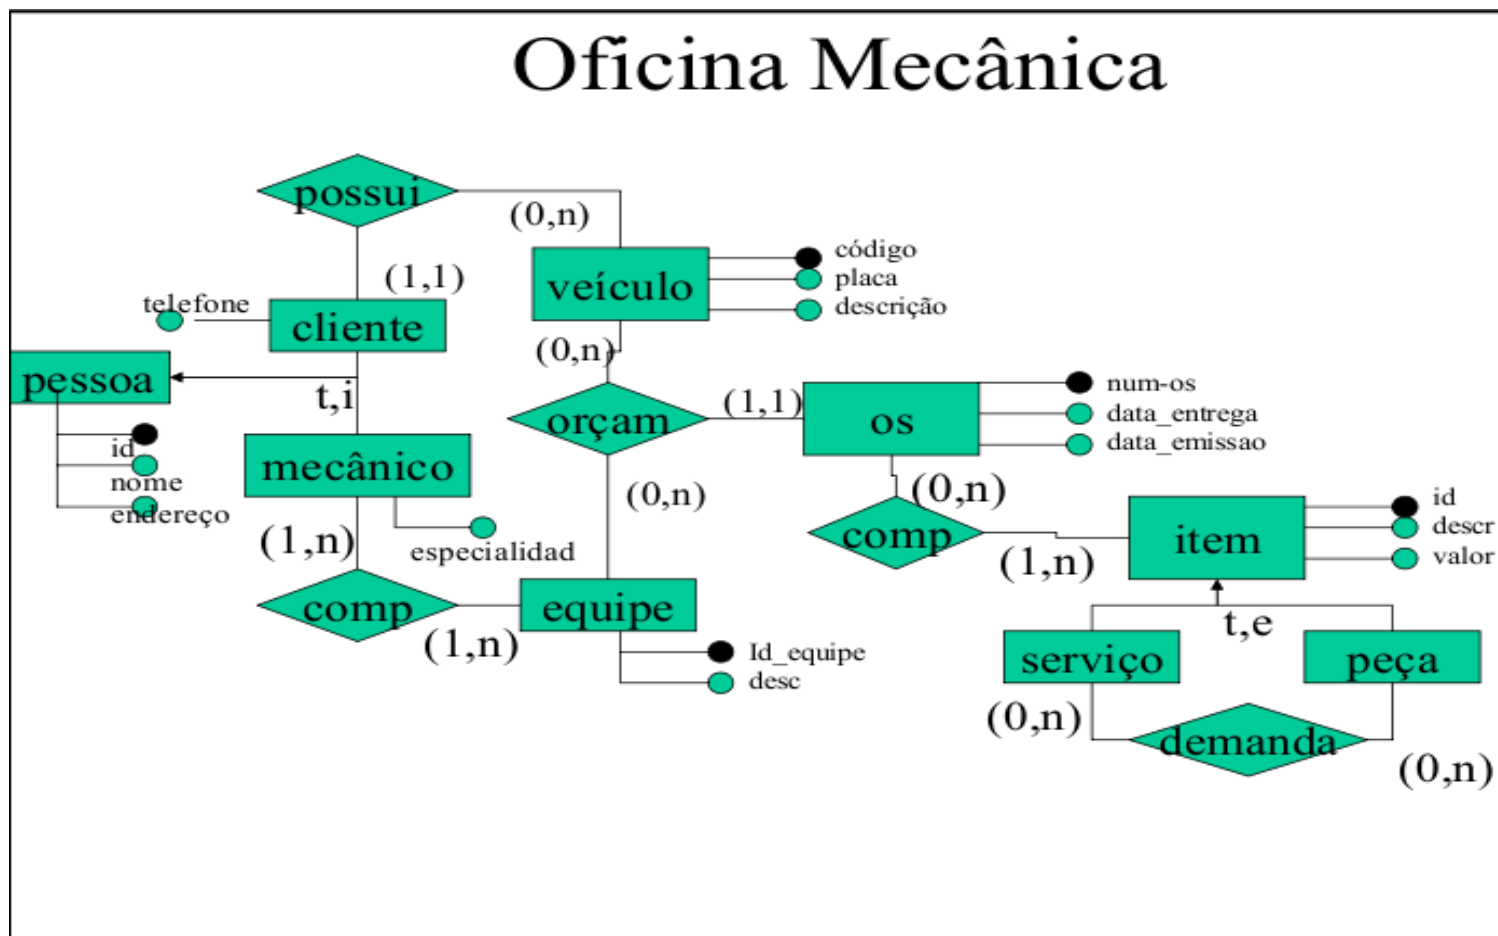 Oficina Mecânica
possui
(0,n)
código
placa
descrição
veículo
(1,1)
telefone
cliente
(0,n)
pessoa
t,i
orçam
(1,1)
os
num-os
data_entrega
data_emissao
id
nome
endereço
mecânico
(0,n)
(0,n)
especialidad
(1,n)
comp
(1,n)
item
id
descr
valor
comp
(1,n)
equipe
t,e
serviço
peça
Id_equipe
desc
(0,n)
demanda
(0,n)